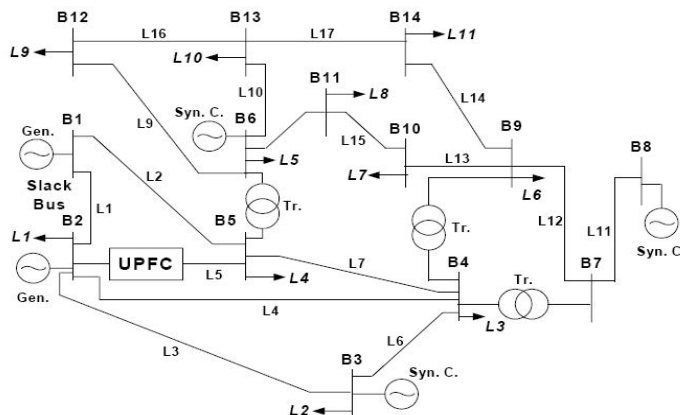 B12
B13
B14
L16
L17
L11
L9
L10
B11
L8
L10
L14
B1
Syn. C.
B6
L9
L15
B10
B9
Gen.
L2
L5
L13
B8
Slack
Bus
L7
L6
L1
Tr.
B2
B5
Tr.
L12
L11
L1
UPFC
B4
B7
Syn. C
L5
L4
L7
Tr.
Gen.
L4
L3
L3
L6
B3
Syn. C.
L2